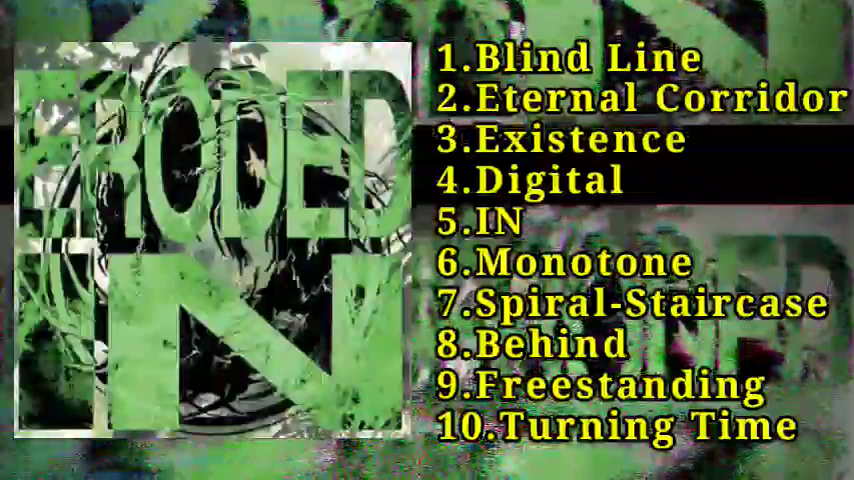 ERODED
IN
1.Blind Line
2.Eternal Corridor
3.Existence
4.Digital
5.IN
6.Monotone
7.Spiral-Staircase
8.Behind
9.Freestanding
10.Turning Time